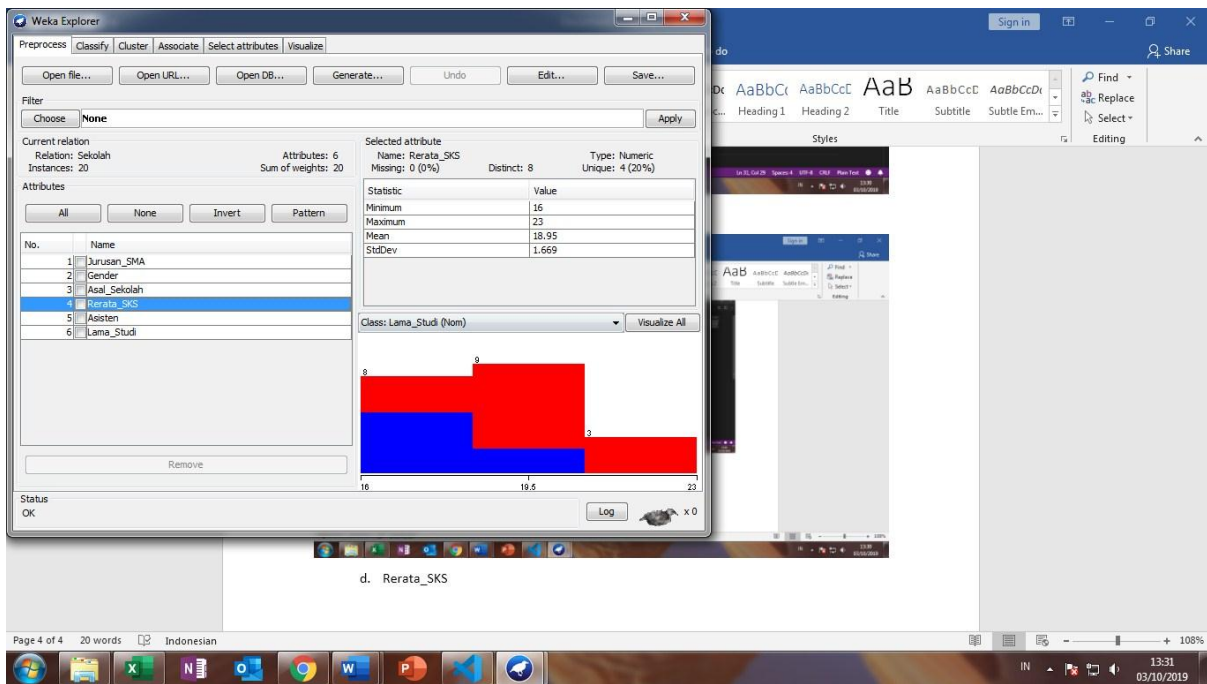 Weka Explorer
Preprocess Classify Cluster Associate Select attributes Visualize
Open file... Open URL... Open DB... Generate... Undo Edit... Save...
Filter
Choose None Apply
Current relation
Relation: Sekolah Attributes: 6
Instances: 20 Sum of weights: 20
Attributes
All None Invert Pattern
No. Name
1 Jurusan_SMA
2 Gender
3 Asal_Sekolah
4 Rerata_SKS
5 Asisten
6 Lama_Studi
Remove
Status
OK
Selected attribute
Name: Rerata_SKS Type: Numeric
Missing: 0 (0%) Distinct: 8 Unique: 4 (20%)
Statistic Value
Minimum 16
Maximum 23
Mean 18.95
StdDev 1.669
Class: Lama_Studi (Nom) Visualize All
8
9
3
16 19.5 23
Log x 0
Sign in
do
Share
AaBbCc AaBbCcD AaB AaBbCcD AaBbCcDc
Heading 1 Heading 2 Title Subtitle Subtle Em...
Styles
Find
Replace
Select
Editing
d. Rerata_SKS
Page 4 of 4 20 words Indonesian 108%
IN 13:31
03/10/2019